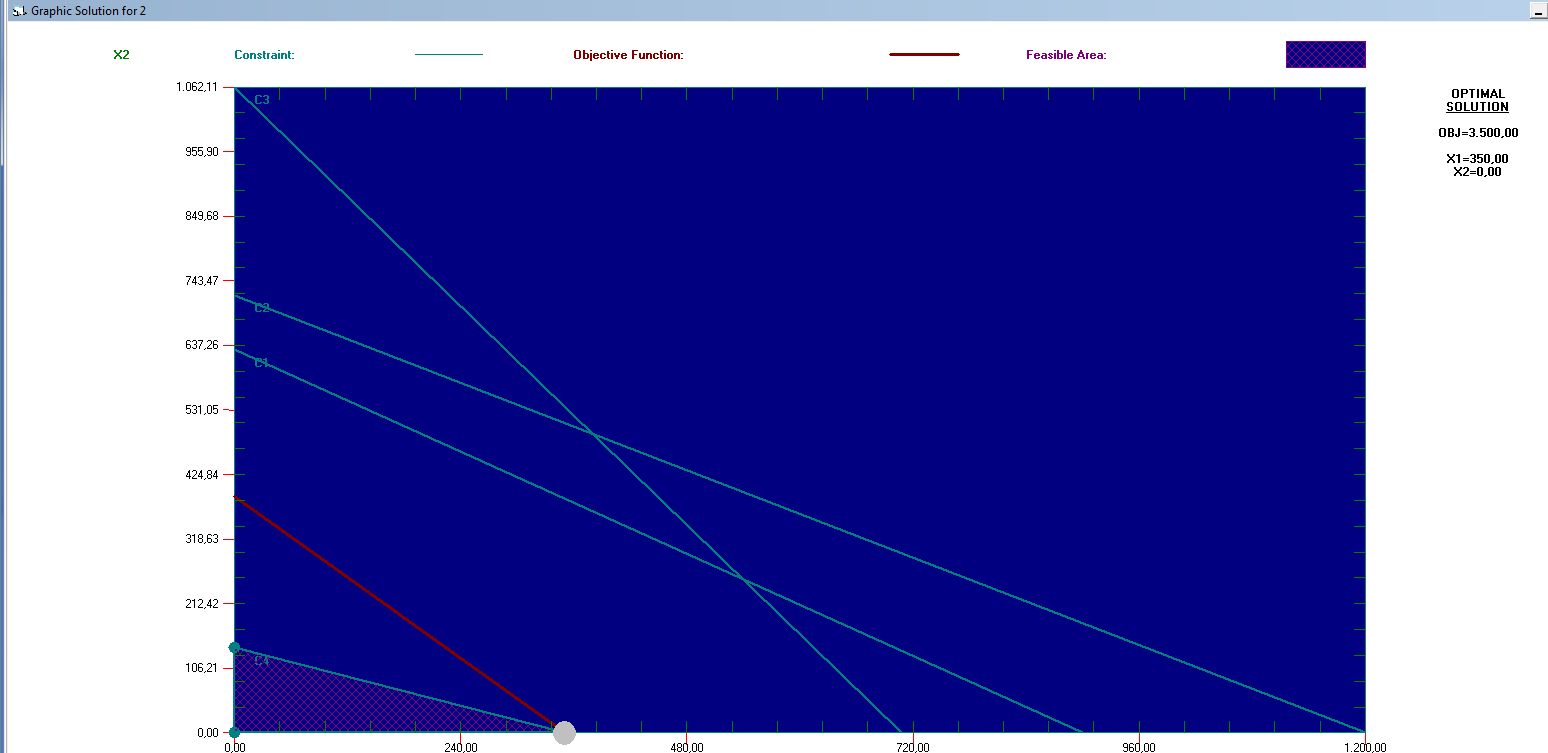 Graphic Solution for 2
X2 Constraint: Objective Function: Feasible Area:
OPTIMAL
SOLUTION
OBJ=3.500,00
X1=350,00
X2=0,00
1.062,11
955,90
849,68
743,47
637,26
531,05
424,84
318,63
212,42
106,21
0,00
C3
C2
C1
C4
0,00 240,00 480,00 720,00 960,00 1.200,00